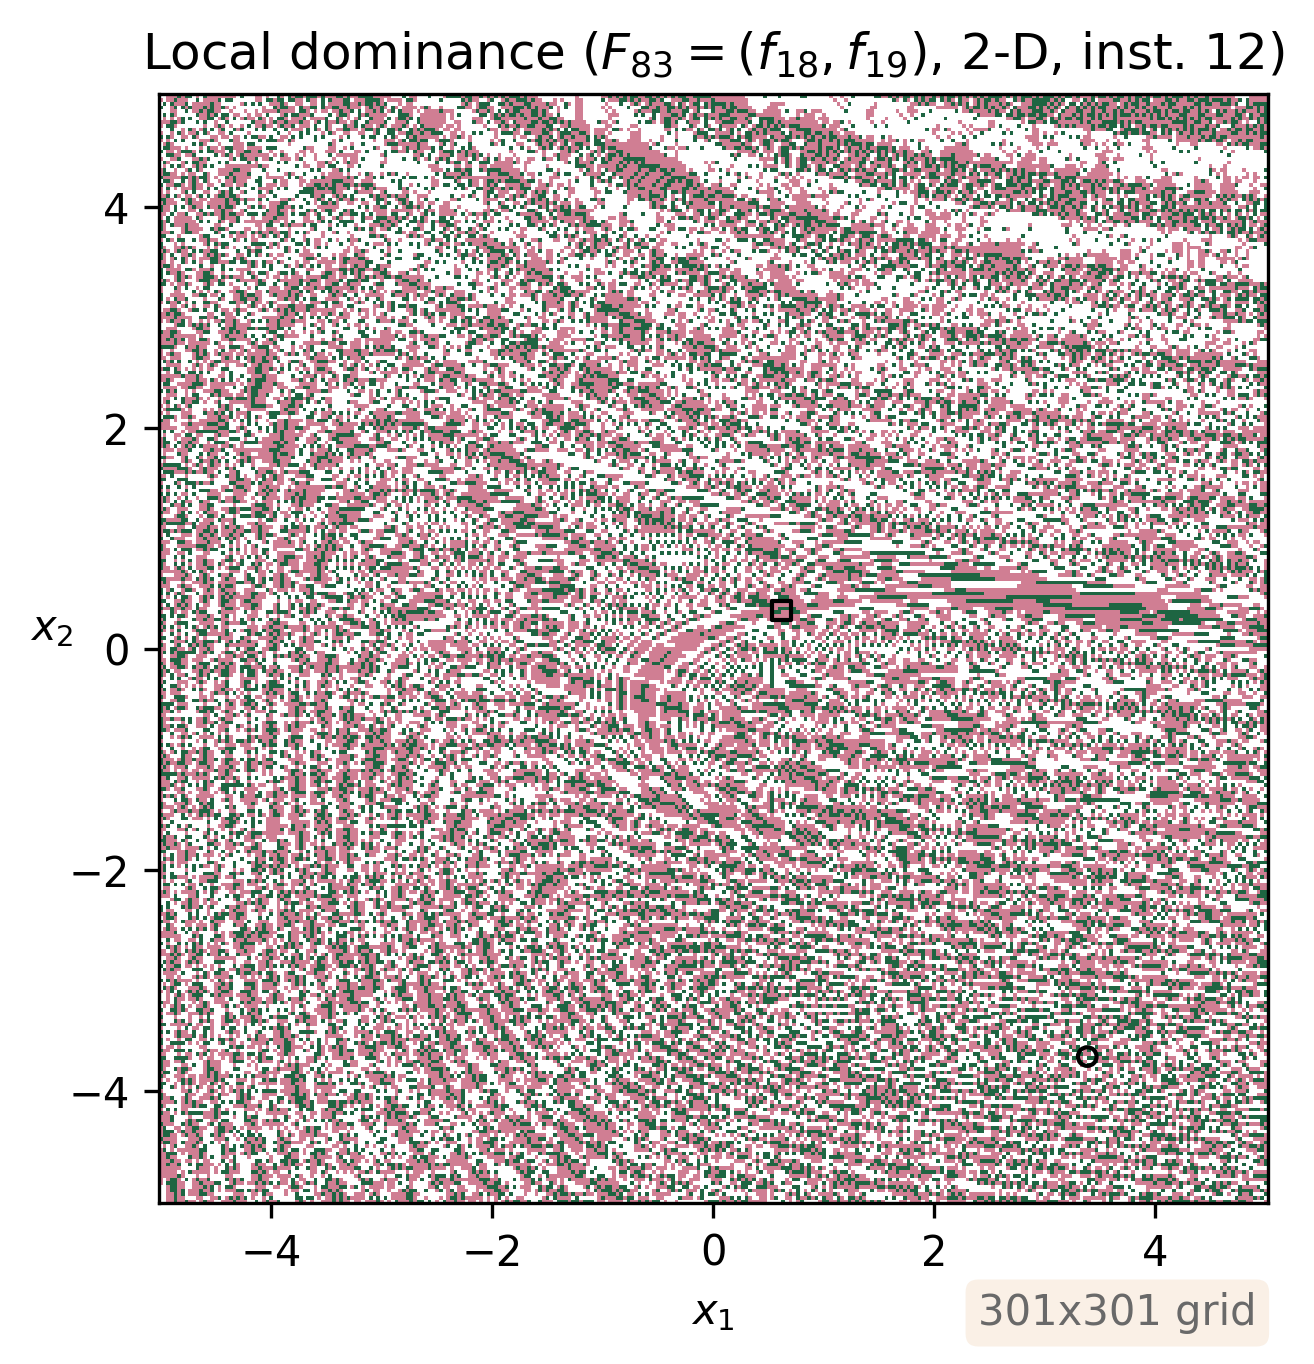 Local dominance (F₈₃ = (f₁₈, f₁₉), 2-D, inst. 12)
4
2
x₂
0
−2
−4
−4 −2 0 2 4
x₁
301x301 grid